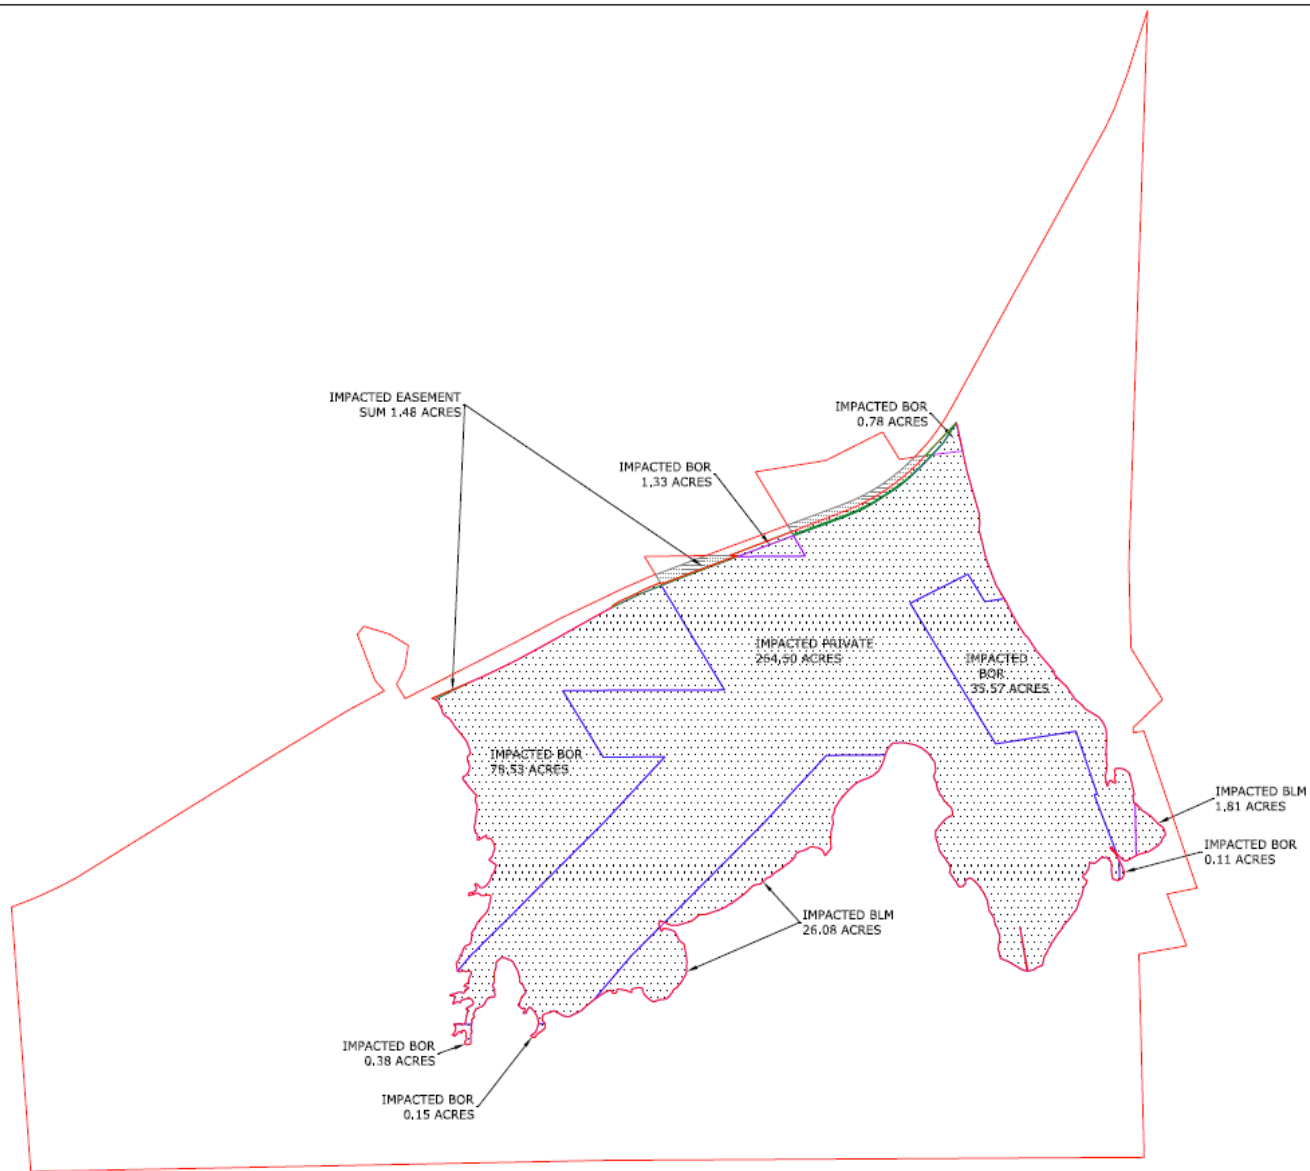 IMPACTED EASEMENT
SUM 1.48 ACRES
IMPACTED BOR
0.78 ACRES
IMPACTED BOR
1.33 ACRES
IMPACTED PRIVATE
264.50 ACRES
IMPACTED
BOR
35.57 ACRES
IMPACTED BOR
78.53 ACRES
IMPACTED BLM
1.81 ACRES
IMPACTED BOR
0.11 ACRES
IMPACTED BLM
26.08 ACRES
IMPACTED BOR
0.38 ACRES
IMPACTED BOR
0.15 ACRES